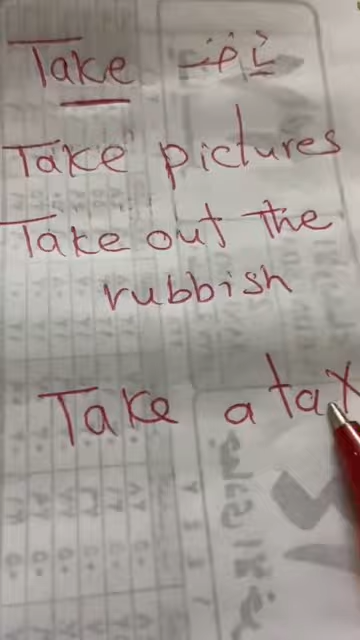 Take
Take pictures
Take out the
rubbish
Take a tax